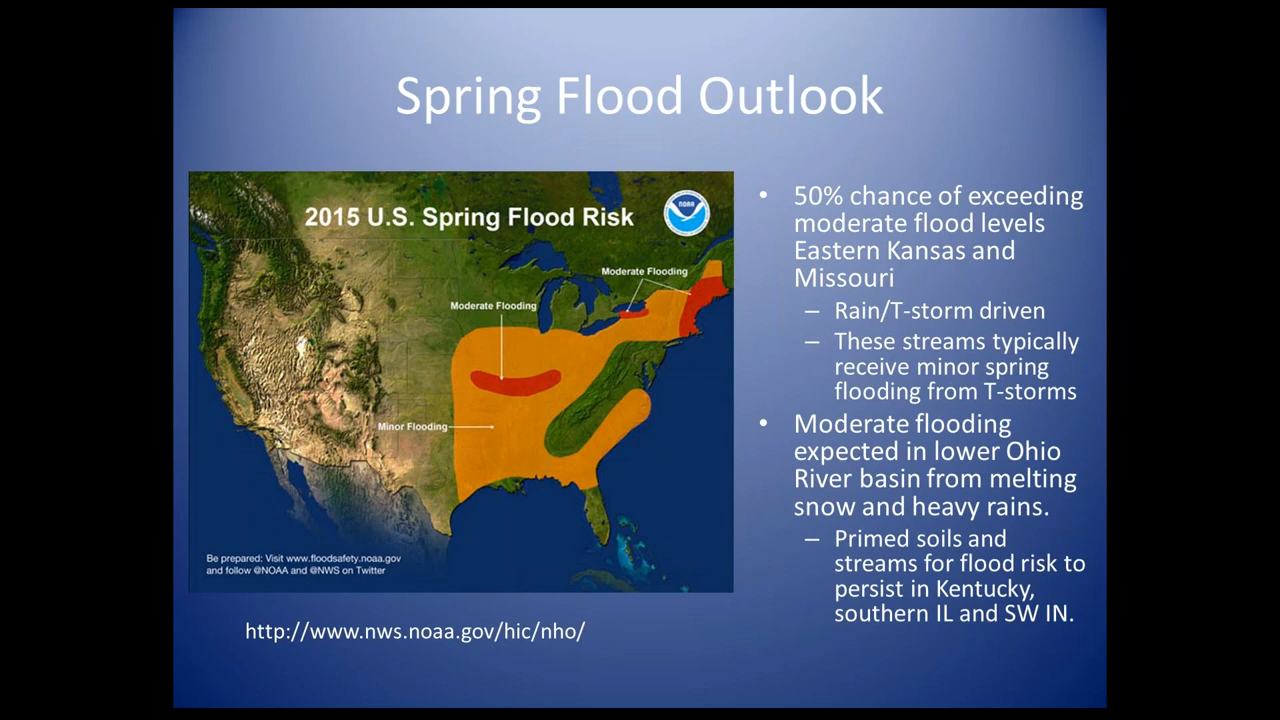 Spring Flood Outlook
2015 U.S. Spring Flood Risk
NOAA
Moderate Flooding
Moderate Flooding
Minor Flooding
Be prepared: Visit www.floodsafety.noaa.gov
and follow @NOAA and @NWS on Twitter
http://www.nws.noaa.gov/hic/nho/
• 50% chance of exceeding
moderate flood levels
Eastern Kansas and
Missouri
– Rain/T-storm driven
– These streams typically
receive minor spring
flooding from T-storms
• Moderate flooding
expected in lower Ohio
River basin from melting
snow and heavy rains.
– Primed soils and
streams for flood risk to
persist in Kentucky,
southern IL and SW IN.